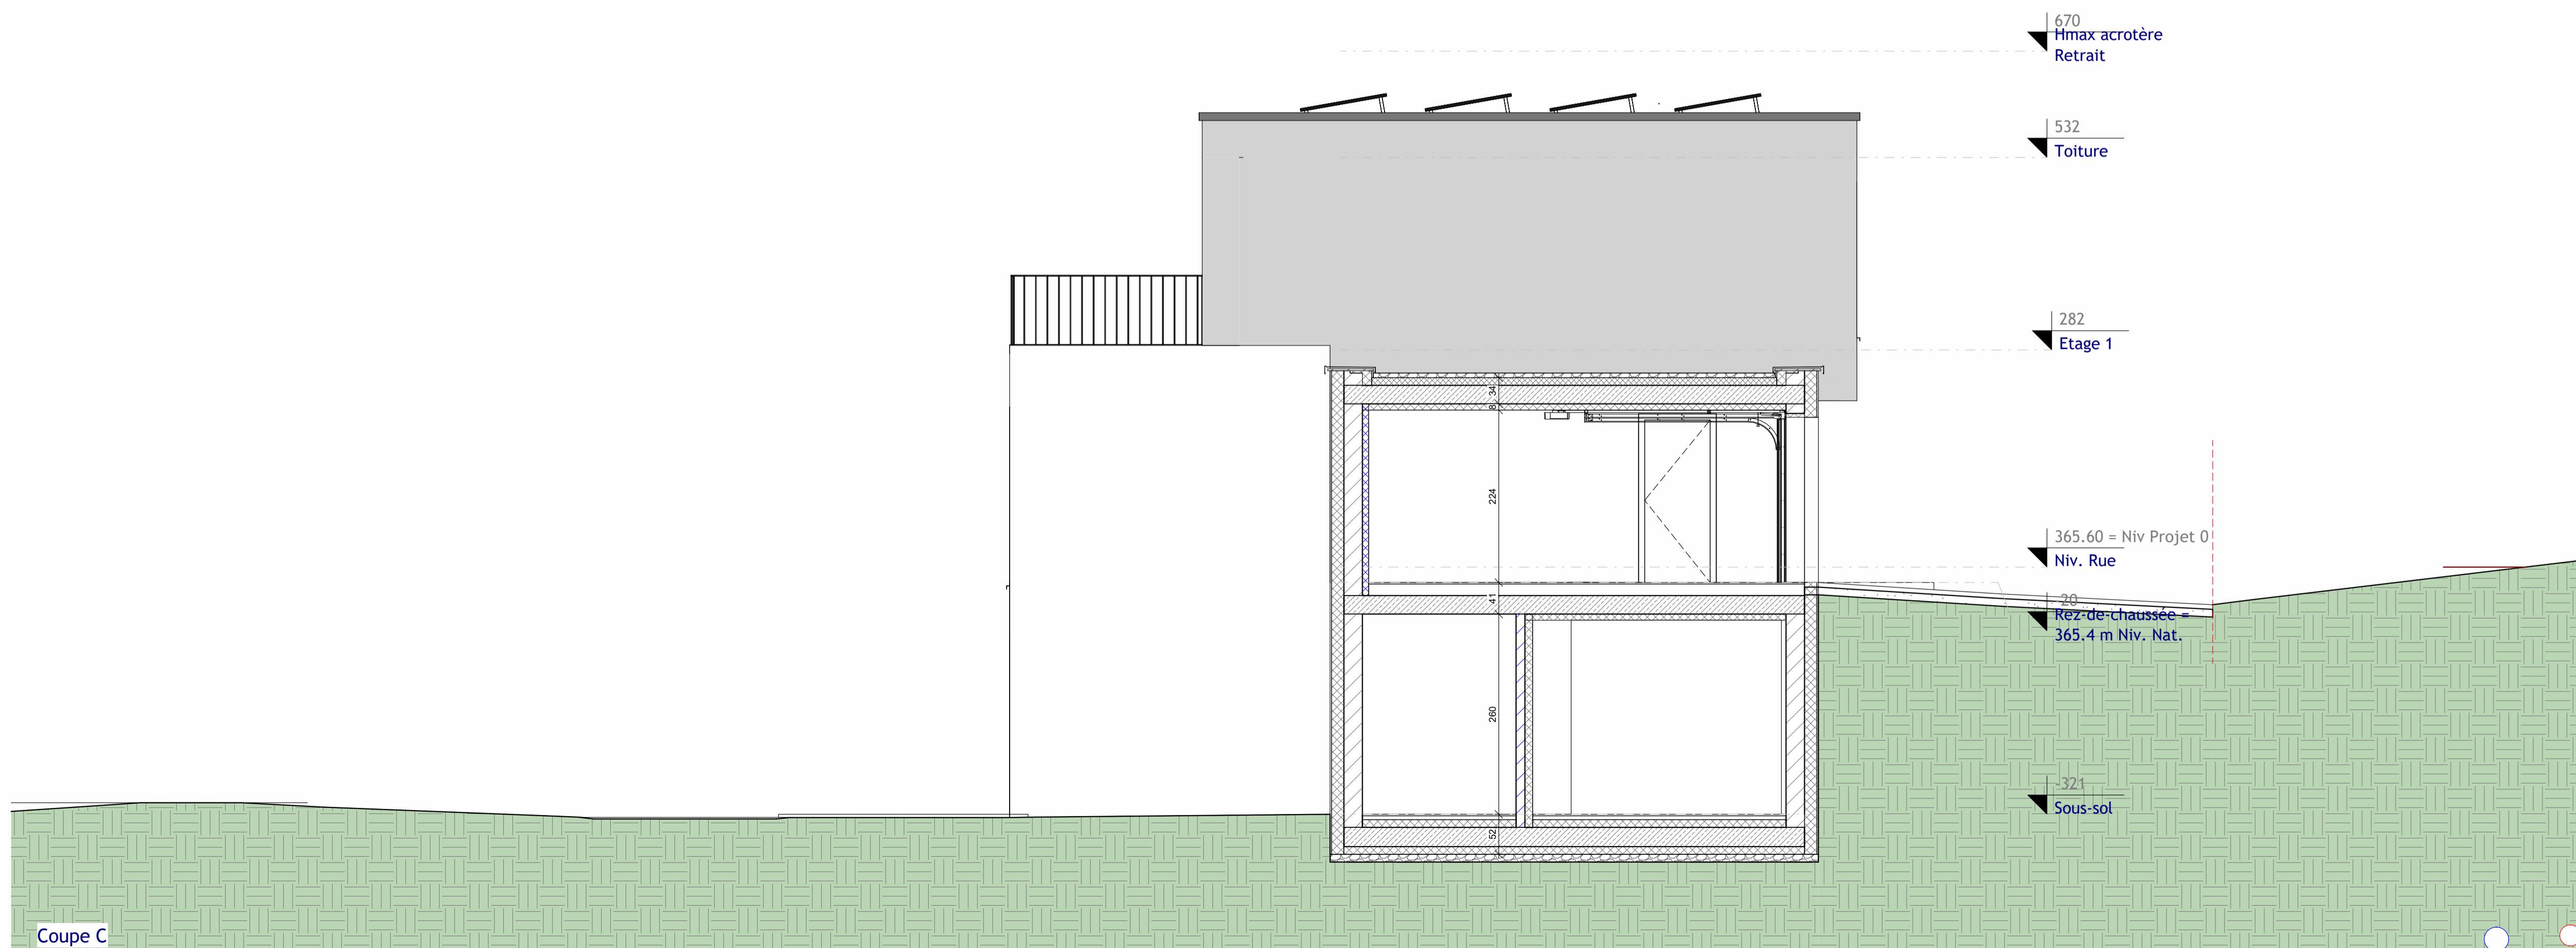 670
Hmax acrotère
Retrait
532
Toiture
282
Etage 1
34
8
224
365.60 = Niv Projet 0
Niv. Rue
41
-20
Rez-de-chaussée =
365.4 m Niv. Nat.
260
-321
Sous-sol
52
Coupe C